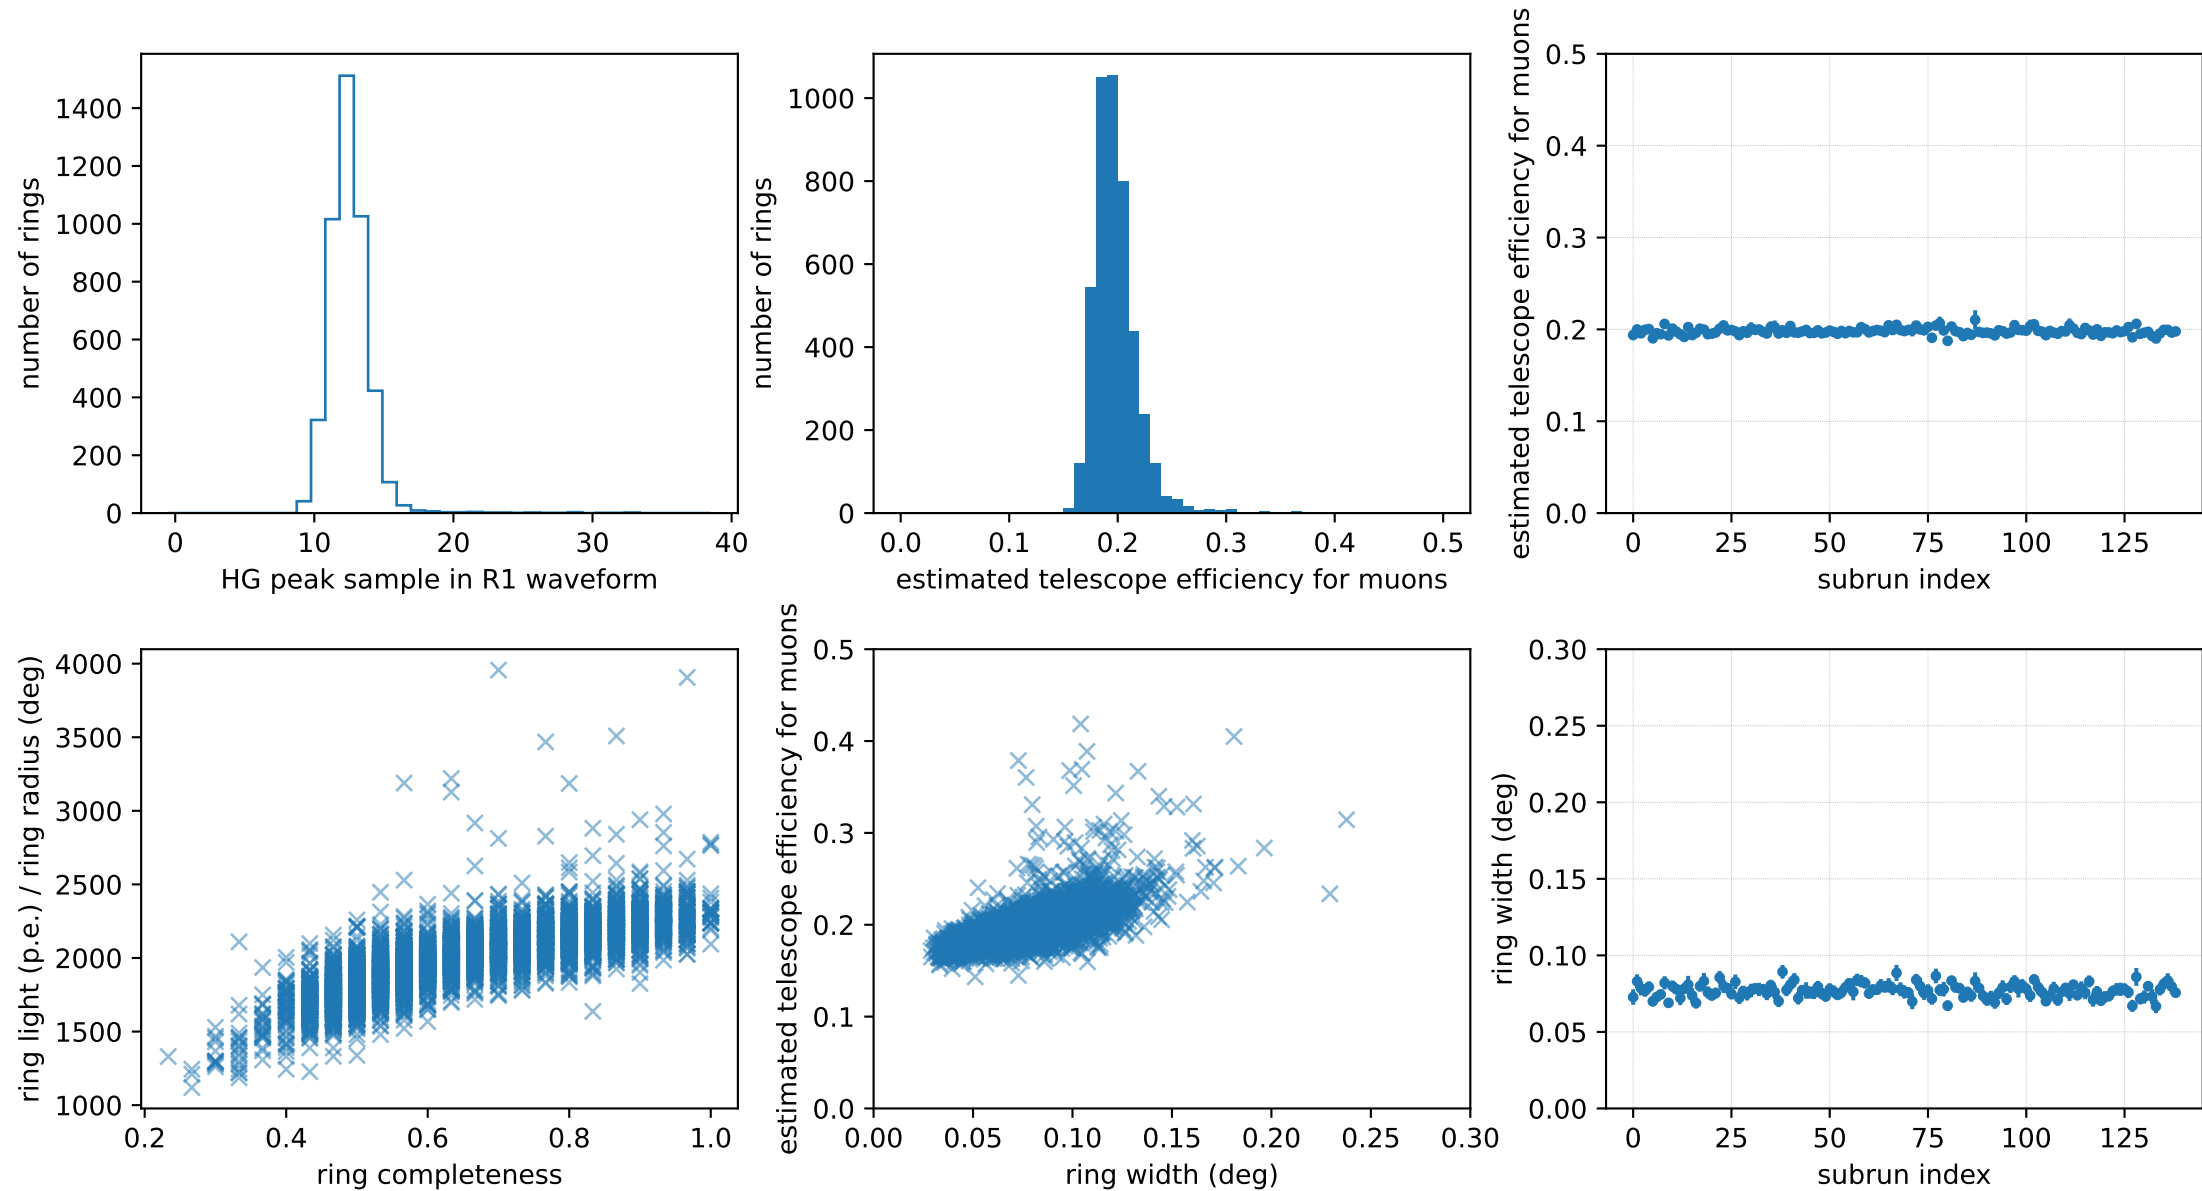 number of rings
1400
1200
1000
800
600
400
200
0
0 10 20 30 40
HG peak sample in R1 waveform
number of rings
1000
800
600
400
200
0
0.0 0.1 0.2 0.3 0.4 0.5
estimated telescope efficiency for muons
estimated telescope efficiency for muons
0.5
0.4
0.3
0.2
0.1
0.0
0 25 50 75 100 125
subrun index
ring light (p.e.) / ring radius (deg)
4000
3500
3000
2500
2000
1500
1000
0.2 0.4 0.6 0.8 1.0
ring completeness
estimated telescope efficiency for muons
0.5
0.4
0.3
0.2
0.1
0.0
0.00 0.05 0.10 0.15 0.20 0.25 0.30
ring width (deg)
ring width (deg)
0.30
0.25
0.20
0.15
0.10
0.05
0.00
0 25 50 75 100 125
subrun index